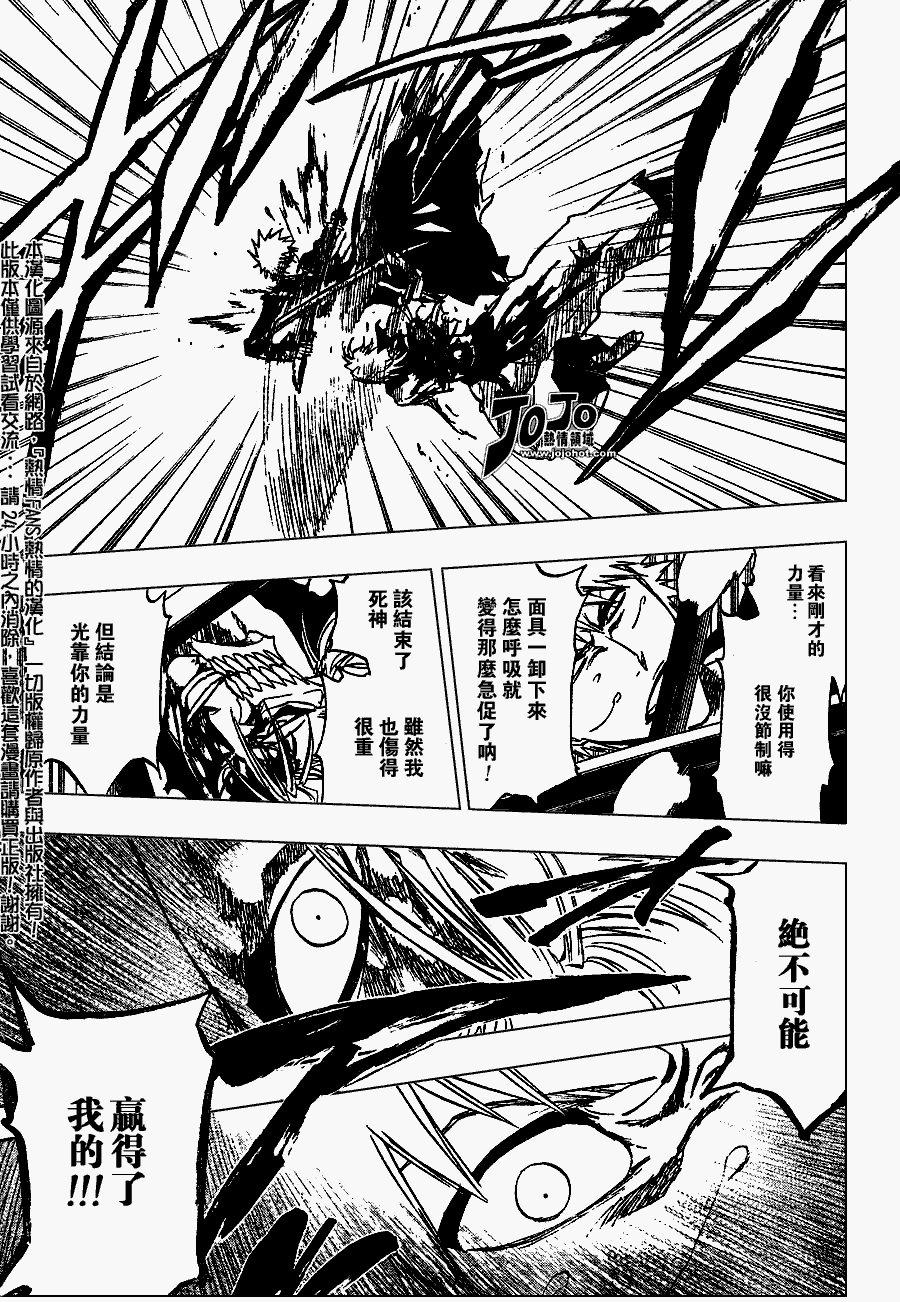 JOJO
熱情領域
www.jojohot.com
看來剛才的
力量…
你使用得
很沒節制嘛
面具一卸下來
怎麼呼吸就
變得那麼急促了吶！
該結束了
死神
雖然我
也傷得
很重
但結論是
光靠你的力量
絕不可能
贏得了
我的!!!
本漢化圖源來自於網路，『熱情FANS熱情的漢化』一切版權歸原作者與出版社擁有！
此版本僅供學習試看交流…請24小時之內消除，喜歡這套漫畫請購買正版！謝謝。